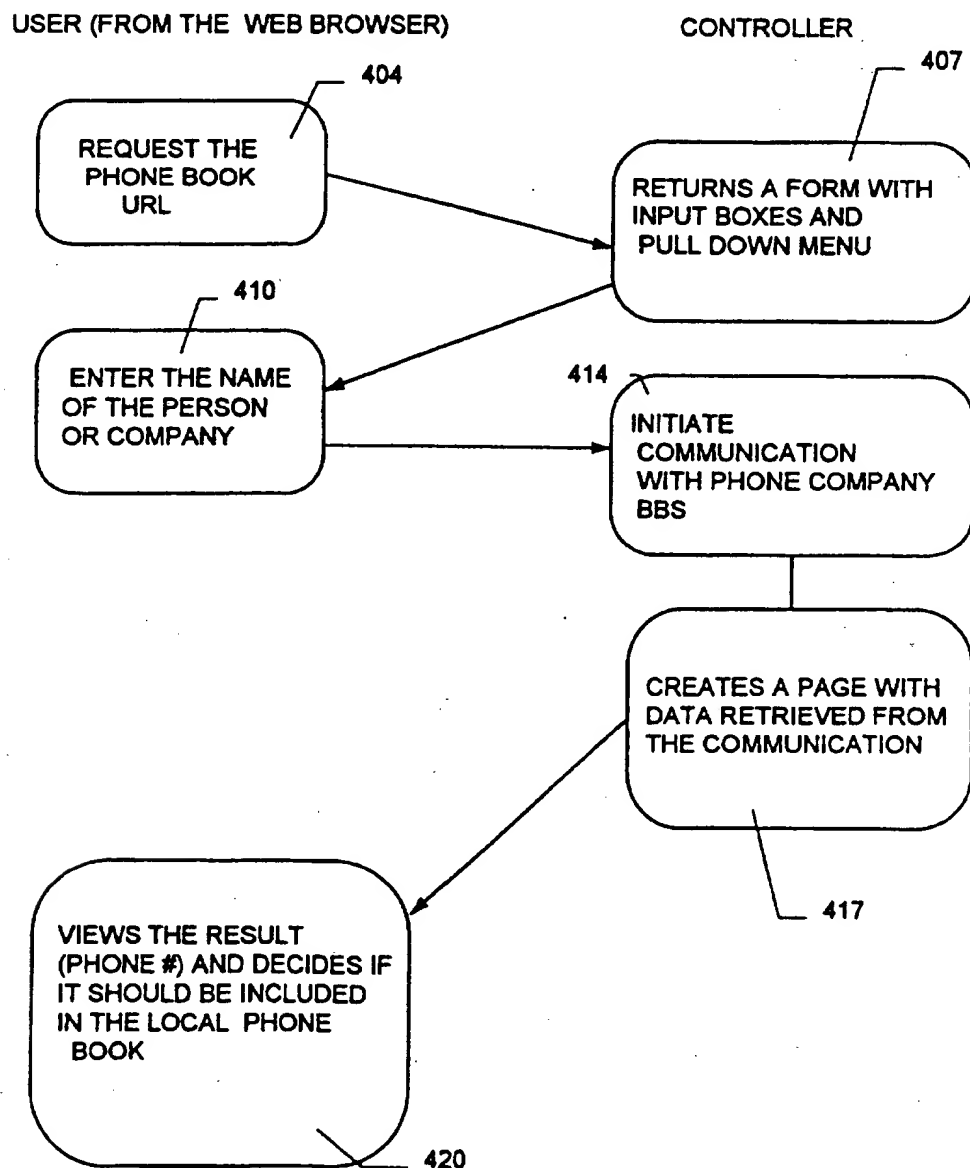 USER (FROM THE WEB BROWSER)
CONTROLLER
404
407
REQUEST THE
PHONE BOOK
URL
RETURNS A FORM WITH
INPUT BOXES AND
PULL DOWN MENU
410
ENTER THE NAME
OF THE PERSON
OR COMPANY
414
INITIATE
COMMUNICATION
WITH PHONE COMPANY
BBS
CREATES A PAGE WITH
DATA RETRIEVED FROM
THE COMMUNICATION
417
VIEWS THE RESULT
(PHONE #) AND DECIDES IF
IT SHOULD BE INCLUDED
IN THE LOCAL PHONE
BOOK
420